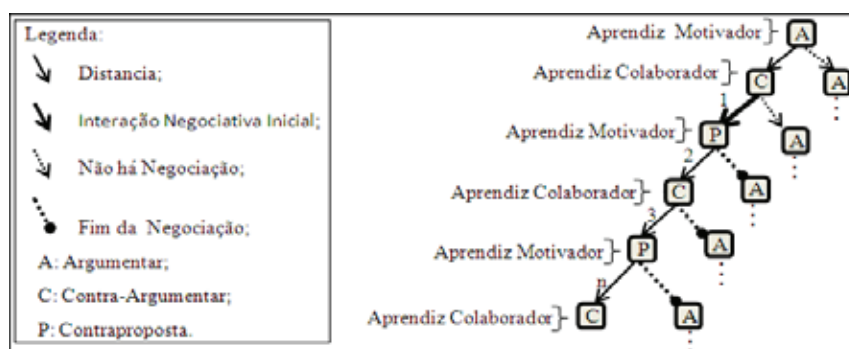 Legenda:
Distancia;
Interação Negociativa Inicial;
Não há Negociação;
Fim da Negociação;
A: Argumentar;
C: Contra-Argumentar;
P: Contraproposta.
Aprendiz Motivador A
Aprendiz Colaborador C A
1
Aprendiz Motivador P A
2
Aprendiz Colaborador C A
3
Aprendiz Motivador P A
n
Aprendiz Colaborador C A